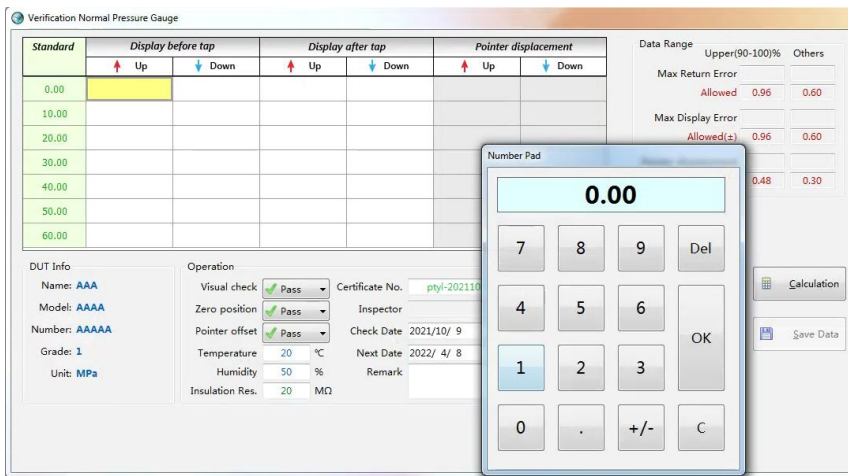 Verification Normal Pressure Gauge
Standard Display before tap Display after tap Pointer displacement
Up Down Up Down Up Down
0.00
10.00
20.00
30.00
40.00
50.00
60.00
Data Range
Upper(90-100)% Others
Max Return Error
Allowed 0.96 0.60
Max Display Error
Allowed(±) 0.96 0.60
0.48 0.30
Number Pad
0.00
7 8 9 Del
4 5 6
OK
1 2 3
0 . +/- C
DUT Info
Name: AAA
Model: AAAA
Number: AAAAA
Grade: 1
Unit: MPa
Operation
Visual check Pass Certificate No. ptyl-202110
Zero position Pass Inspector
Pointer offset Pass Check Date 2021/10/ 9
Temperature 20 ℃ Next Date 2022/ 4/ 8
Humidity 50 % Remark
Insulation Res. 20 MΩ
Calculation
Save Data